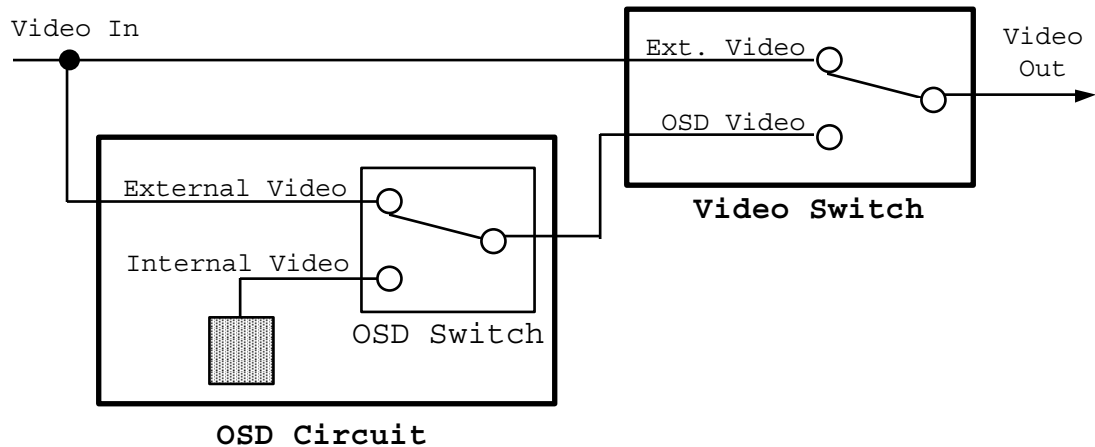 Video In
Ext. Video
Video
Out
OSD Video
Video Switch
External Video
Internal Video
OSD Switch
OSD Circuit